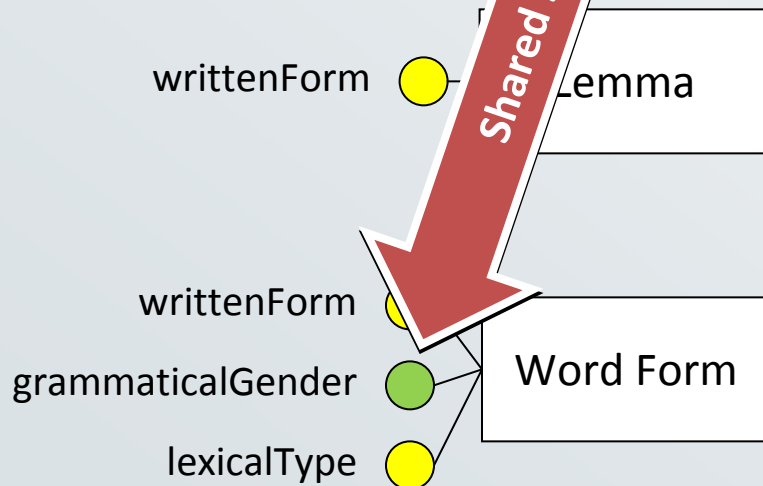 writtenForm
Shared
Lemma
writtenForm
grammaticalGender
Word Form
lexicalType